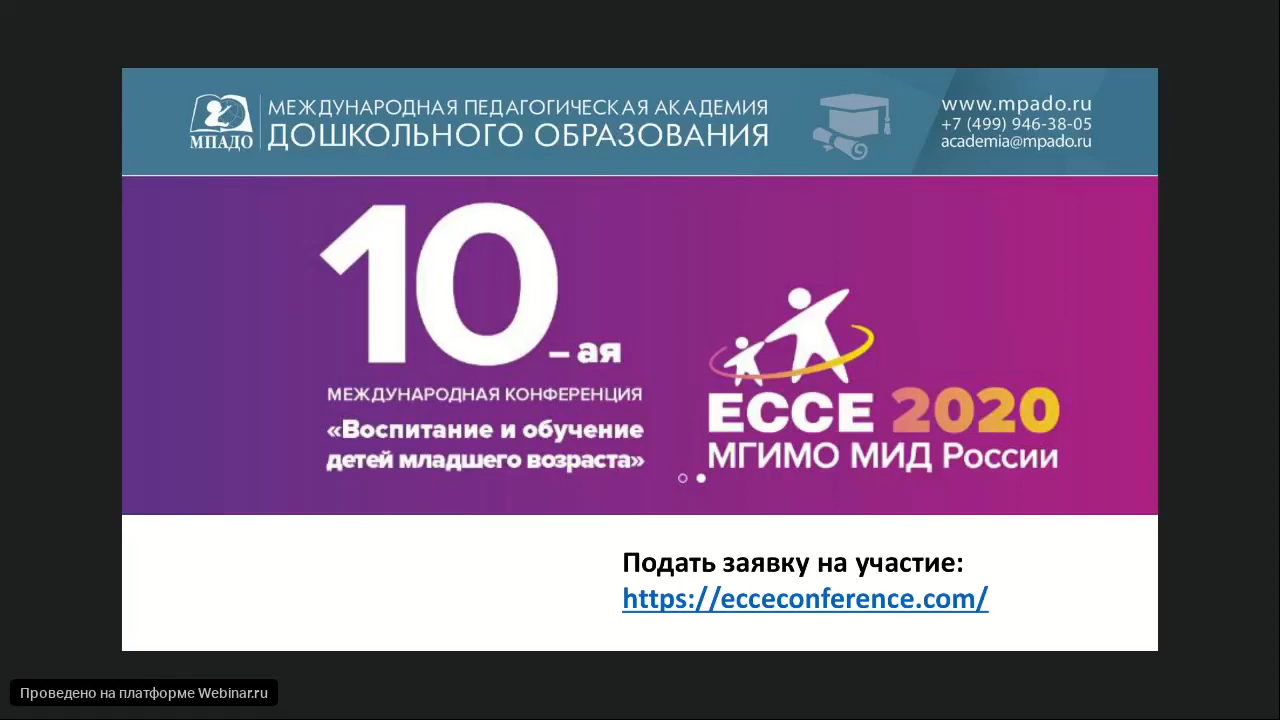 МЕЖДУНАРОДНАЯ ПЕДАГОГИЧЕСКАЯ АКАДЕМИЯ
МПАДО ДОШКОЛЬНОГО ОБРАЗОВАНИЯ
www.mpado.ru
+7 (499) 946-38-05
academia@mpado.ru
10 – ая
МЕЖДУНАРОДНАЯ КОНФЕРЕНЦИЯ
«Воспитание и обучение
детей младшего возраста»
ECCE 2020
МГИМО МИД России
Подать заявку на участие:
https://ecceconference.com/
Проведено на платформе Webinar.ru